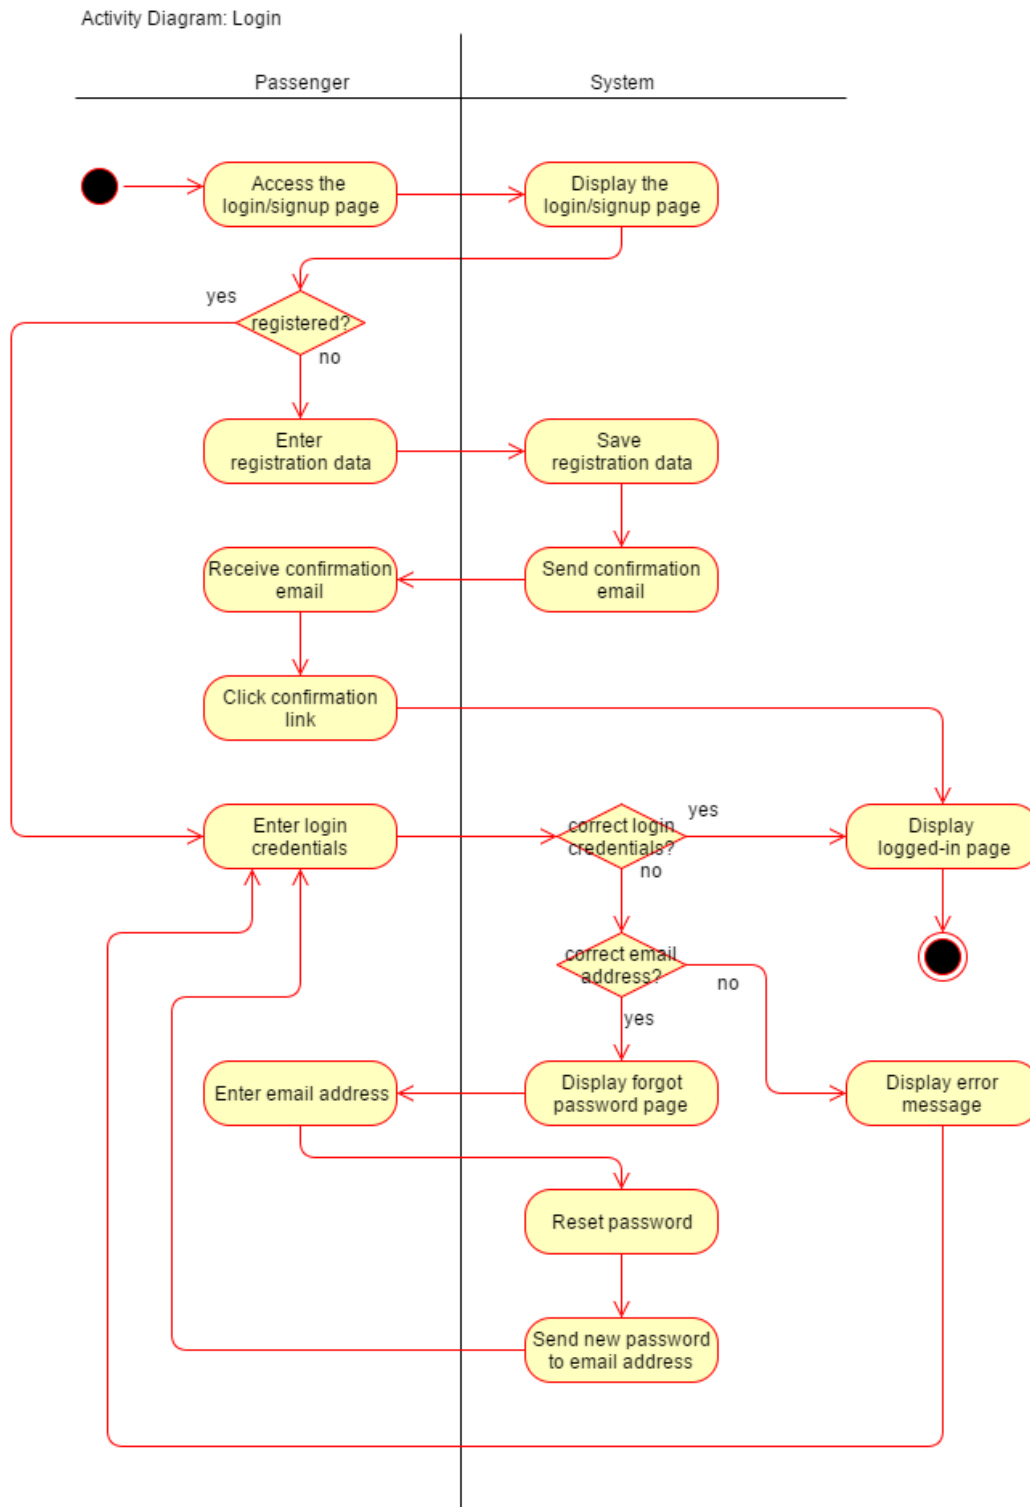 Activity Diagram: Login
Passenger
System
Access the
login/signup page
Display the
login/signup page
yes
registered?
no
Enter
registration data
Save
registration data
Receive confirmation
email
Send confirmation
email
Click confirmation
link
Enter login
credentials
correct login
credentials?
yes
no
Display
logged-in page
correct email
address?
no
yes
Enter email address
Display forgot
password page
Display error
message
Reset password
Send new password
to email address